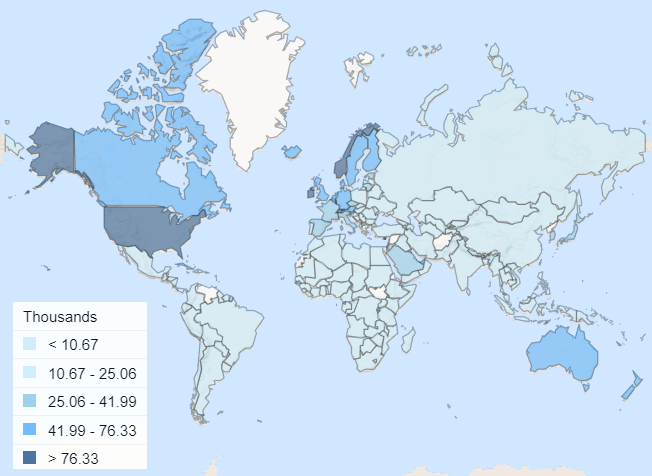 Thousands
< 10.67
10.67 - 25.06
25.06 - 41.99
41.99 - 76.33
> 76.33